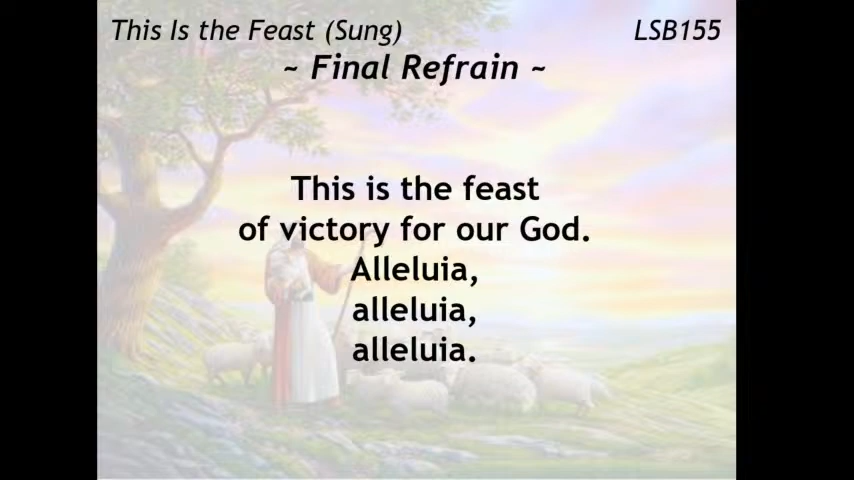 This Is the Feast (Sung) LSB155
~ Final Refrain ~
This is the feast
of victory for our God.
Alleluia,
alleluia,
alleluia.